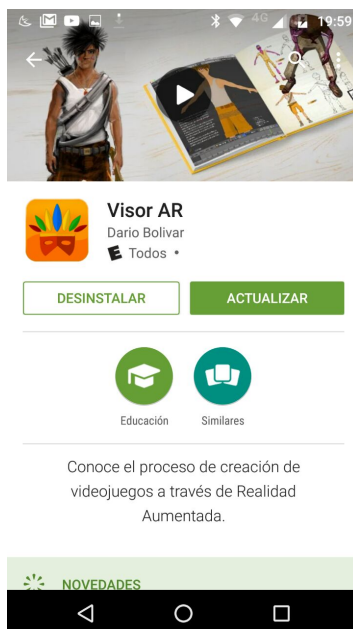 4G 19:59
Visor AR
Dario Bolivar
E Todos •
DESINSTALAR ACTUALIZAR
Educación Similares
Conoce el proceso de creación de
videojuegos a través de Realidad
Aumentada.
NOVEDADES